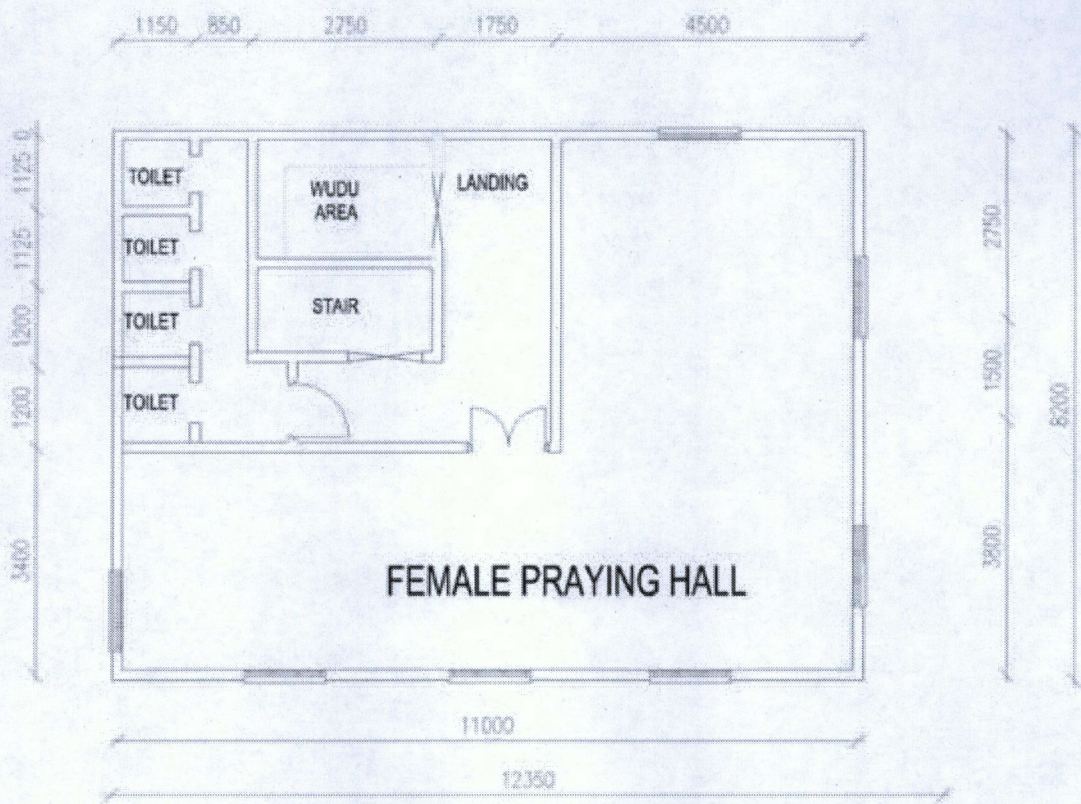 1150 850 2750 1750 4500
1125 0
1125
1200
1200
3400
TOILET
TOILET
TOILET
TOILET
WUDU
AREA
LANDING
STAIR
FEMALE PRAYING HALL
2750
1500
3800
8200
11000
12350